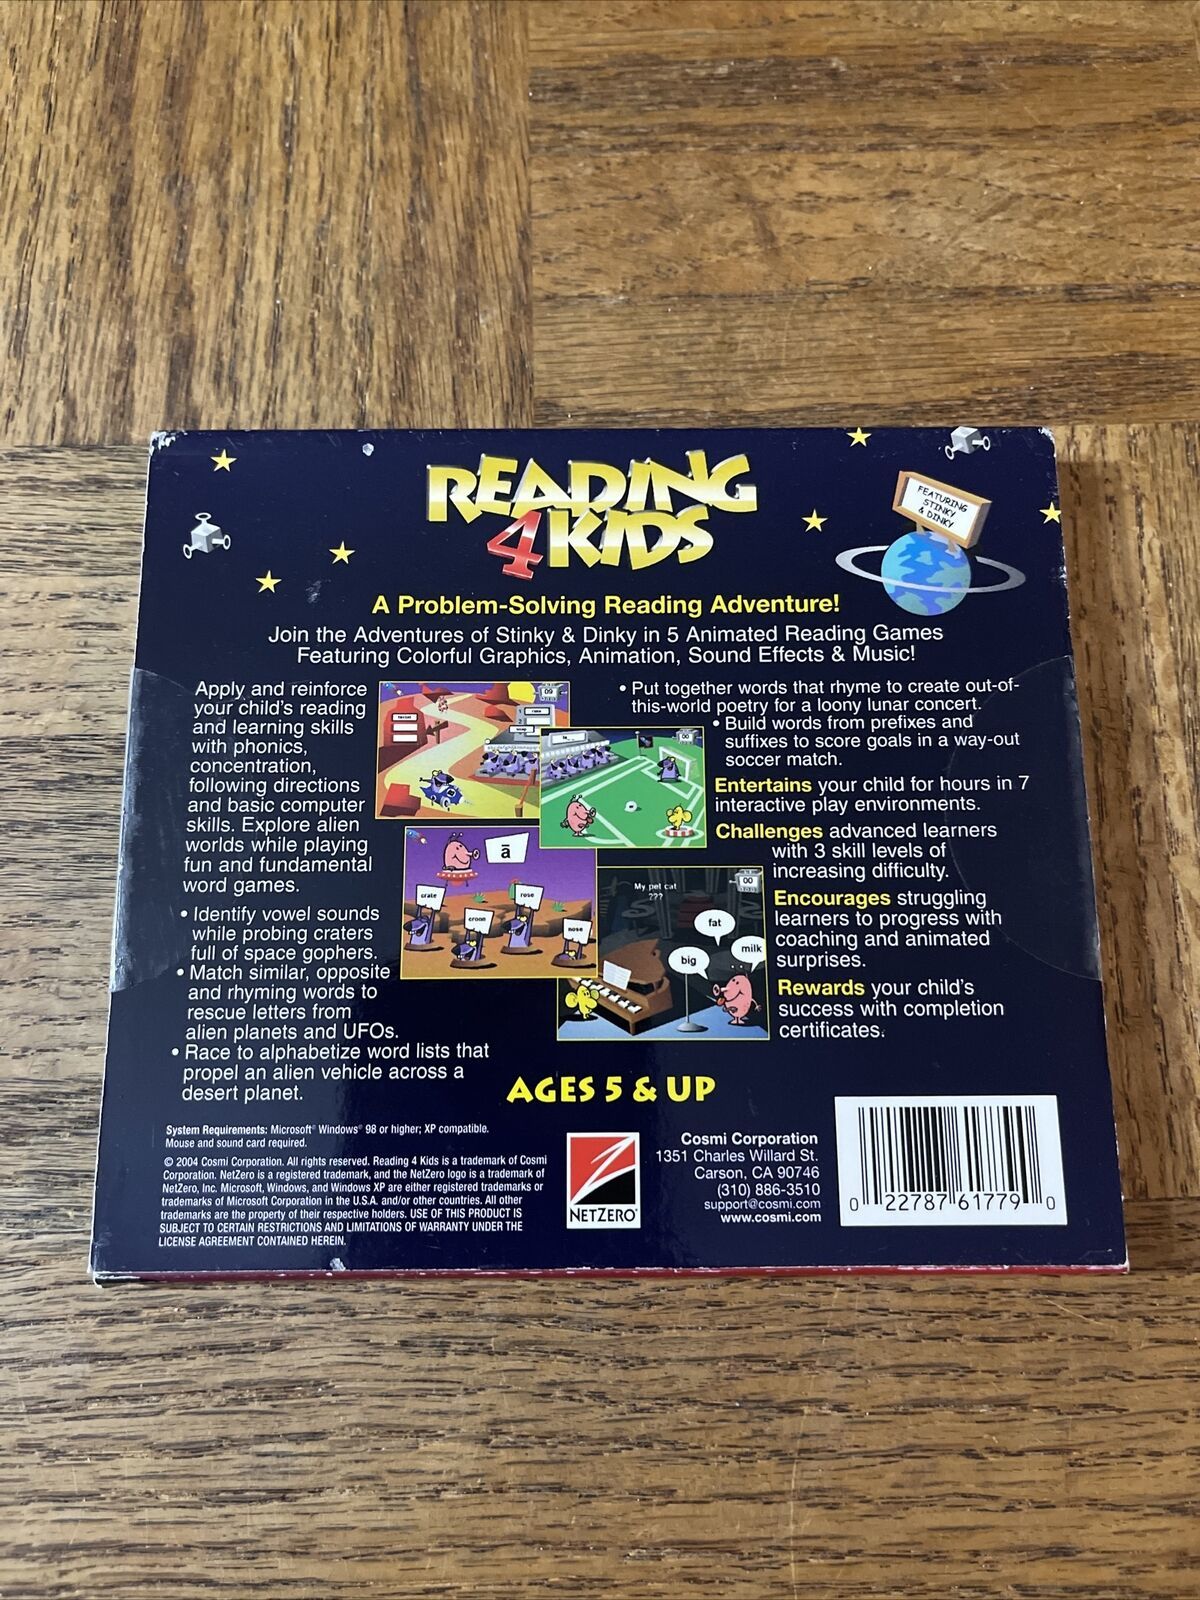 READING
4 KIDS
FEATURING
STINKY
& DINKY
A Problem-Solving Reading Adventure!
Join the Adventures of Stinky & Dinky in 5 Animated Reading Games
Featuring Colorful Graphics, Animation, Sound Effects & Music!
Apply and reinforce
your child's reading
and learning skills
with phonics,
concentration,
following directions
and basic computer
skills. Explore alien
worlds while playing
fun and fundamental
word games.
• Identify vowel sounds
while probing craters
full of space gophers.
• Match similar, opposite
and rhyming words to
rescue letters from
alien planets and UFOs.
• Race to alphabetize word lists that
propel an alien vehicle across a
desert planet.
09
00
ā
crate
croon
rose
nose
My pet cat
???
00
fat
big
milk
• Put together words that rhyme to create out-of-
this-world poetry for a loony lunar concert.
• Build words from prefixes and
suffixes to score goals in a way-out
soccer match.
Entertains your child for hours in 7
interactive play environments.
Challenges advanced learners
with 3 skill levels of
increasing difficulty.
Encourages struggling
learners to progress with
coaching and animated
surprises.
Rewards your child's
success with completion
certificates.
AGES 5 & UP
System Requirements: Microsoft® Windows® 98 or higher; XP compatible.
Mouse and sound card required.
© 2004 Cosmi Corporation. All rights reserved. Reading 4 Kids is a trademark of Cosmi
Corporation. NetZero is a registered trademark, and the NetZero logo is a trademark of
NetZero, Inc. Microsoft, Windows, and Windows XP are either registered trademarks or
trademarks of Microsoft Corporation in the U.S.A. and/or other countries. All other
trademarks are the property of their respective holders. USE OF THIS PRODUCT IS
SUBJECT TO CERTAIN RESTRICTIONS AND LIMITATIONS OF WARRANTY UNDER THE
LICENSE AGREEMENT CONTAINED HEREIN.
NETZERO
Cosmi Corporation
1351 Charles Willard St.
Carson, CA 90746
(310) 886-3510
support@cosmi.com
www.cosmi.com
0 22787 61779 0